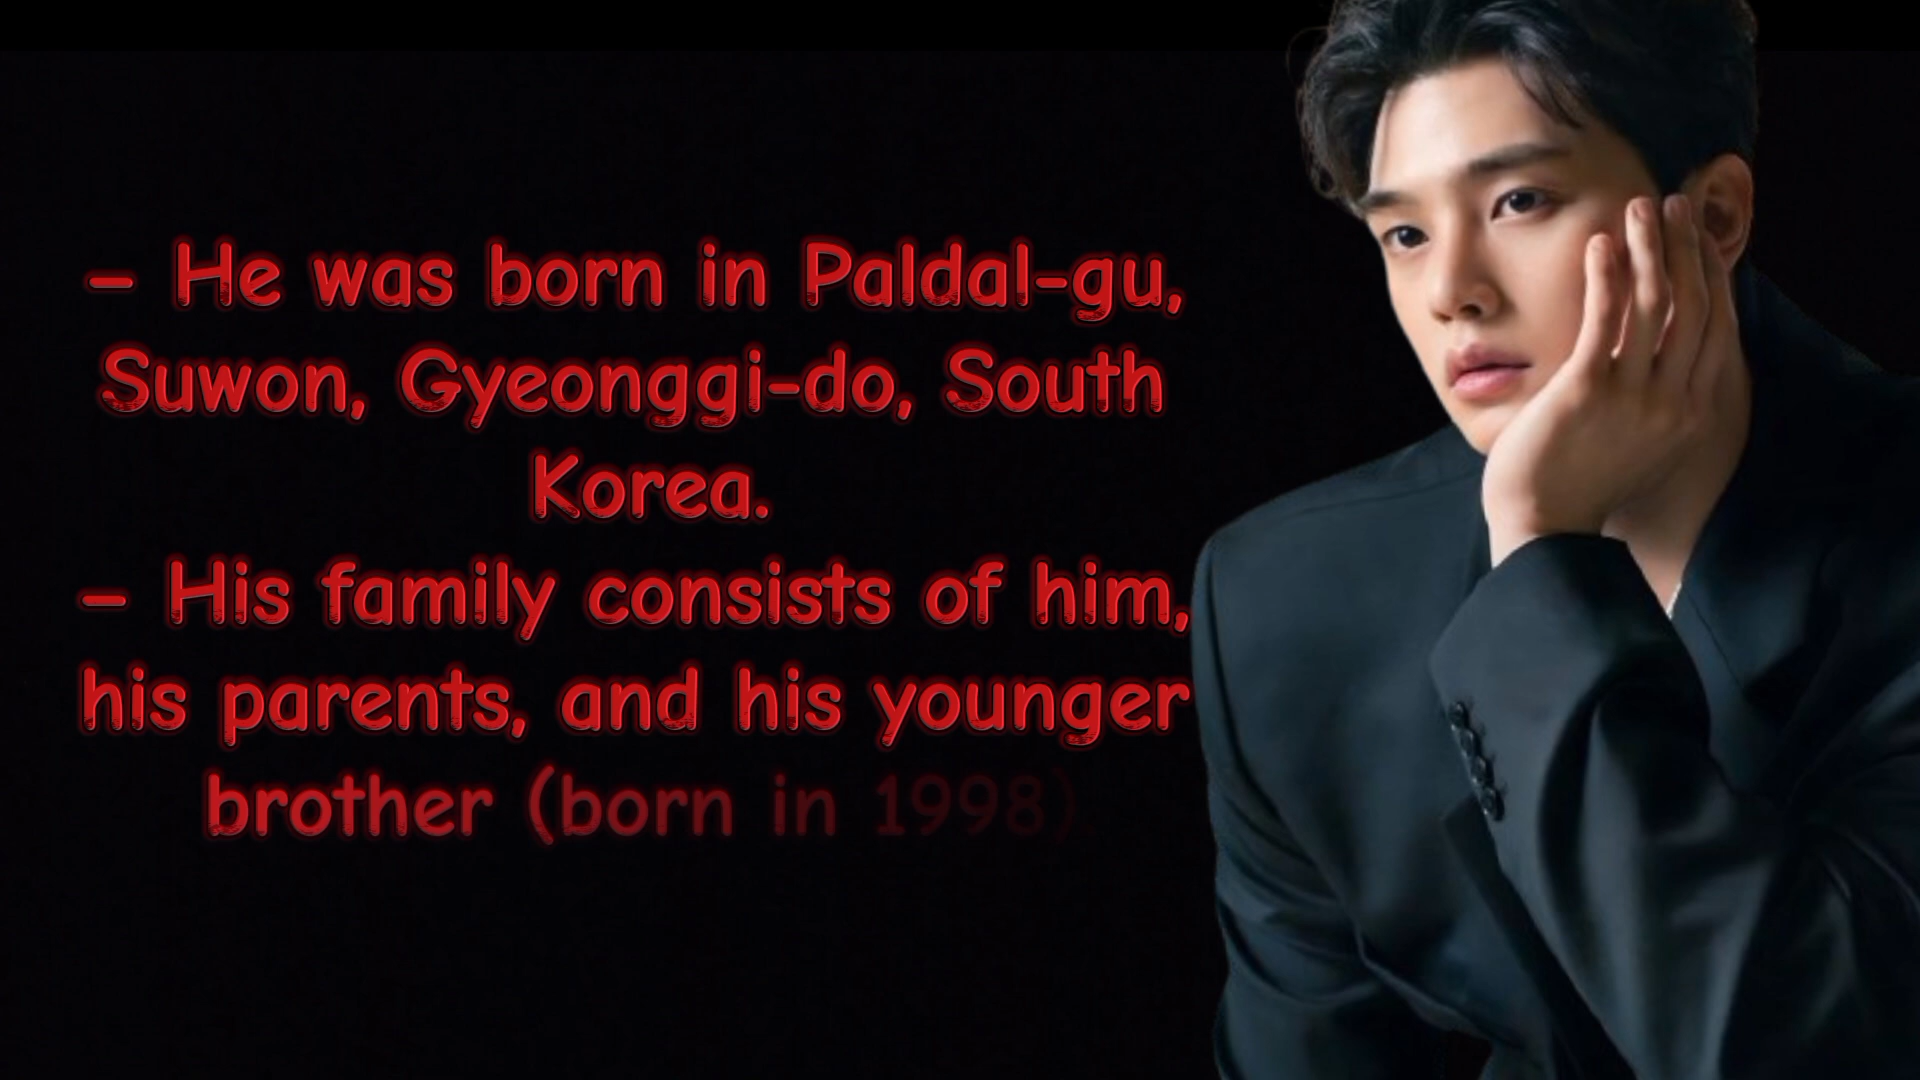 – He was born in Paldal-gu,
Suwon, Gyeonggi-do, South
Korea.
– His family consists of him,
his parents, and his younger
brother (born in 1998).